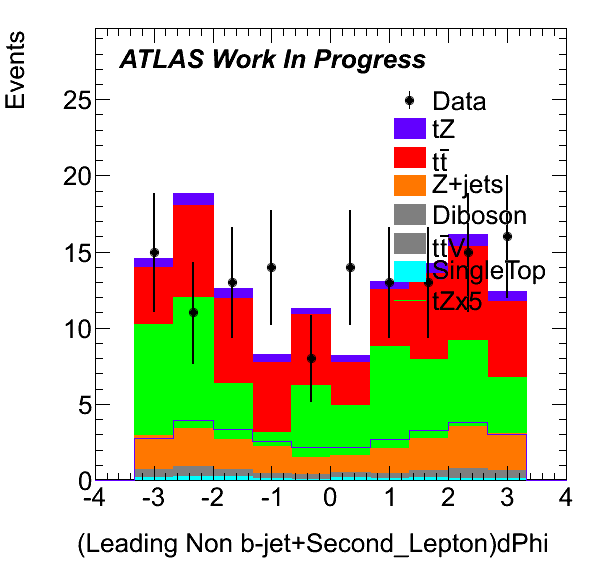 Events
ATLAS Work In Progress
Data
tZ
tt̄
Z+jets
Diboson
tt̄V
SingleTop
tZx5
25
20
15
10
5
0
-4 -3 -2 -1 0 1 2 3 4
(Leading Non b-jet+Second_Lepton)dPhi